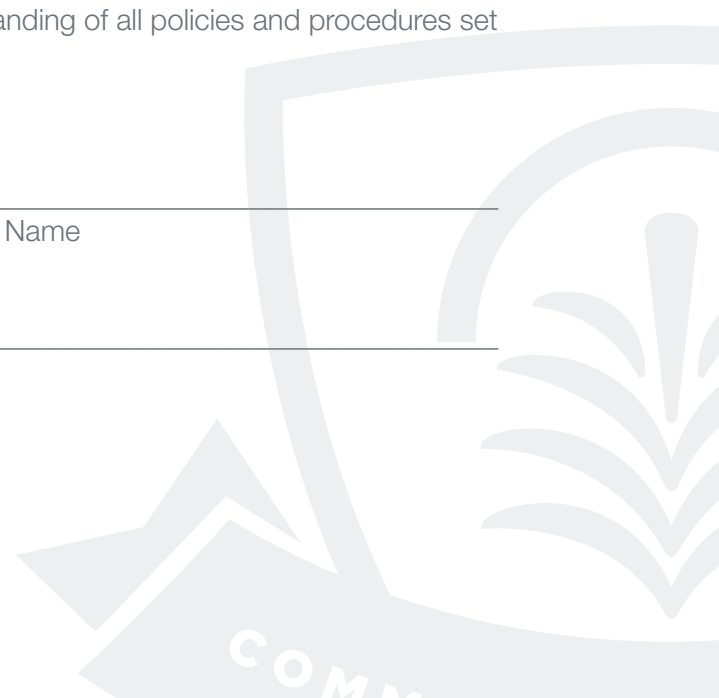 anding of all policies and procedures set
Name
COMM